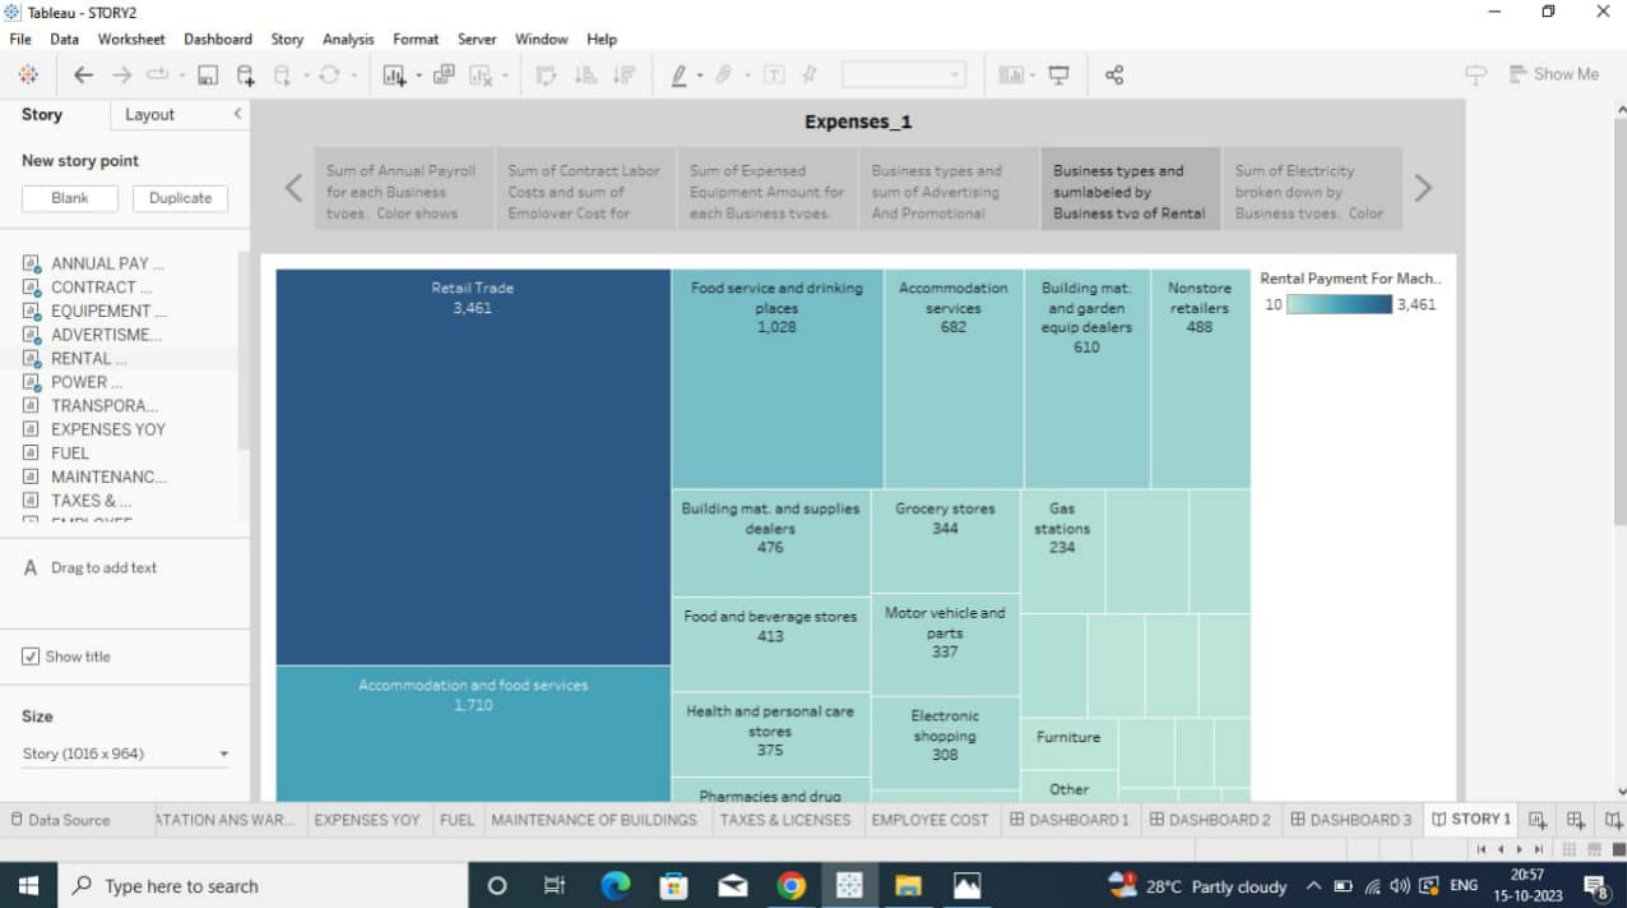 Tableau - STORY2
File Data Worksheet Dashboard Story Analysis Format Server Window Help
Show Me
Story Layout
New story point
Blank Duplicate
ANNUAL PAY ...
CONTRACT ...
EQUIPEMENT ...
ADVERTISME...
RENTAL ...
POWER ...
TRANSPORA...
EXPENSES YOY
FUEL
MAINTENANC...
TAXES & ...
EMPLOYEE
A Drag to add text
Show title
Size
Story (1016 x 964)
Expenses_1
Sum of Annual Payroll
for each Business
types. Color shows
Sum of Contract Labor
Costs and sum of
Employer Cost for
Sum of Expensed
Equipment Amount for
each Business types.
Business types and
sum of Advertising
And Promotional
Business types and
sumlabeled by
Business typ of Rental
Sum of Electricity
broken down by
Business types. Color
Retail Trade
3,461
Accommodation and food services
1,710
Food service and drinking
places
1,028
Accommodation
services
682
Building mat.
and garden
equip dealers
610
Nonstore
retailers
488
Building mat. and supplies
dealers
476
Grocery stores
344
Gas
stations
234
Food and beverage stores
413
Motor vehicle and
parts
337
Health and personal care
stores
375
Electronic
shopping
308
Furniture
Other
Pharmacies and drug
Rental Payment For Mach..
10 3,461
Data Source ATATION ANS WAR... EXPENSES YOY FUEL MAINTENANCE OF BUILDINGS TAXES & LICENSES EMPLOYEE COST DASHBOARD 1 DASHBOARD 2 DASHBOARD 3 STORY 1
Type here to search
28°C Partly cloudy
ENG
20:57
15-10-2023
8